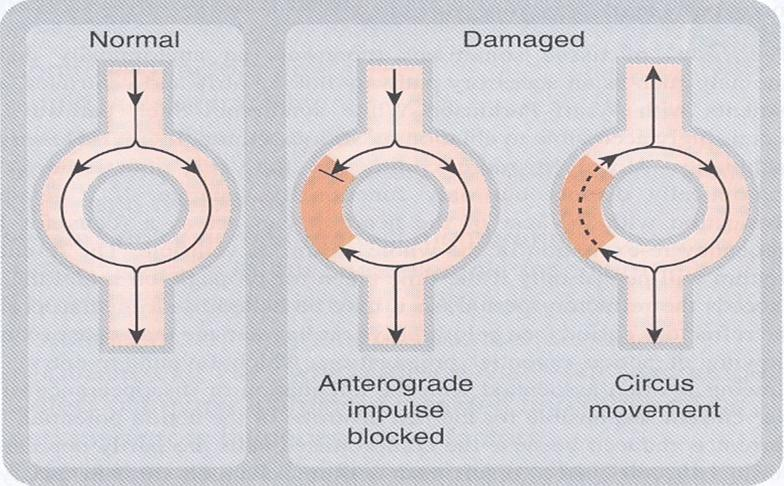 Normal
Damaged
Anterograde
impulse
blocked
Circus
movement